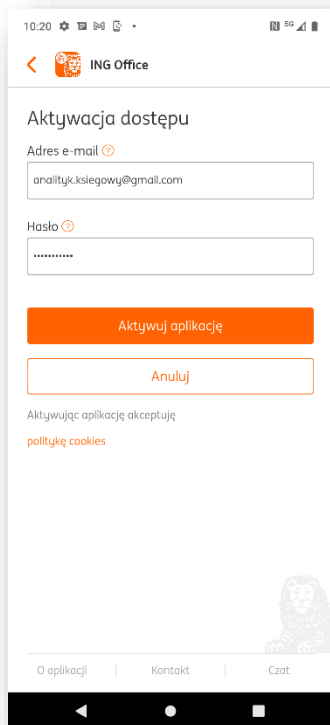 10:20
5G
ING Office
Aktywacja dostępu
Adres e-mail ?
analityk.ksiegowy@gmail.com
Hasło ?
•••••••••••
Aktywuj aplikację
Anuluj
Aktywując aplikację akceptuję
politykę cookies
O aplikacji
Kontakt
Czat